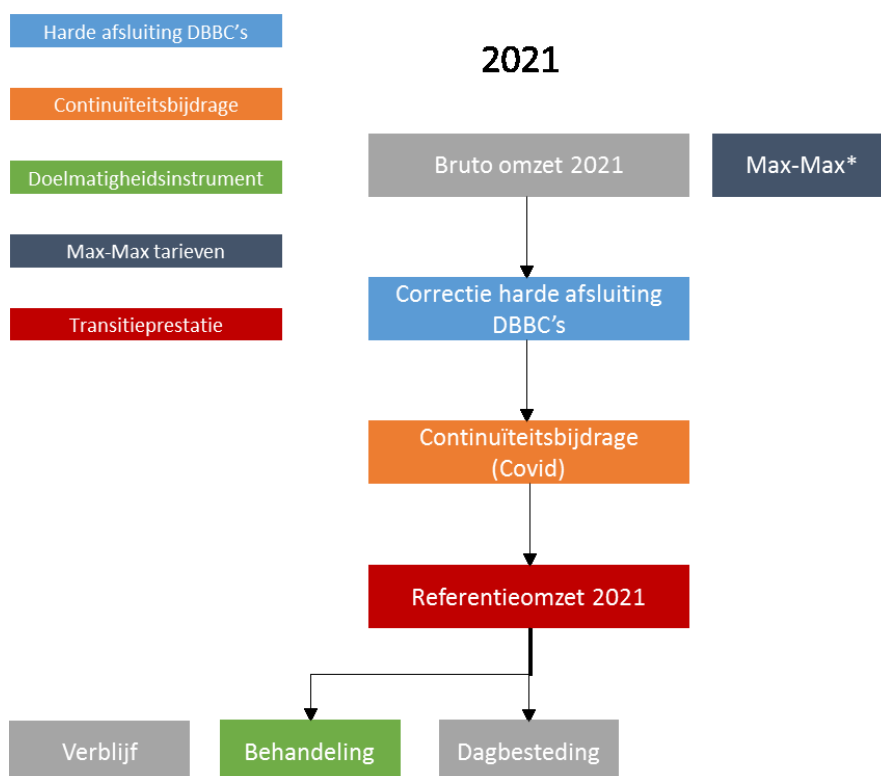 Harde afsluiting DBBC's
2021
Continuïteitsbijdrage
Bruto omzet 2021
Max-Max*
Doelmatigheidsinstrument
Max-Max tarieven
Correctie harde afsluiting
DBBC's
Transitieprestatie
Continuïteitsbijdrage
(Covid)
Referentieomzet 2021
Verblijf
Behandeling
Dagbesteding